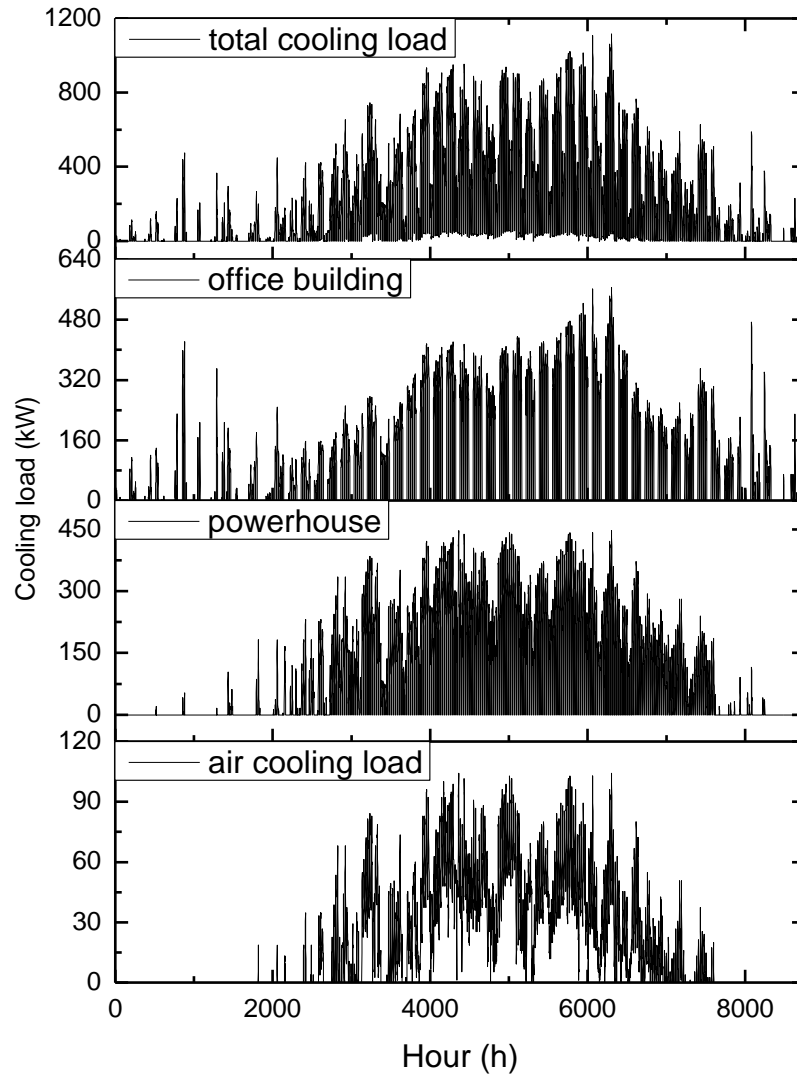 1200
total cooling load
800
400
0
640
office building
480
320
160
0
powerhouse
450
300
150
0
120
air cooling load
90
60
30
0
0 2000 4000 6000 8000
Cooling load (kW)
Hour (h)